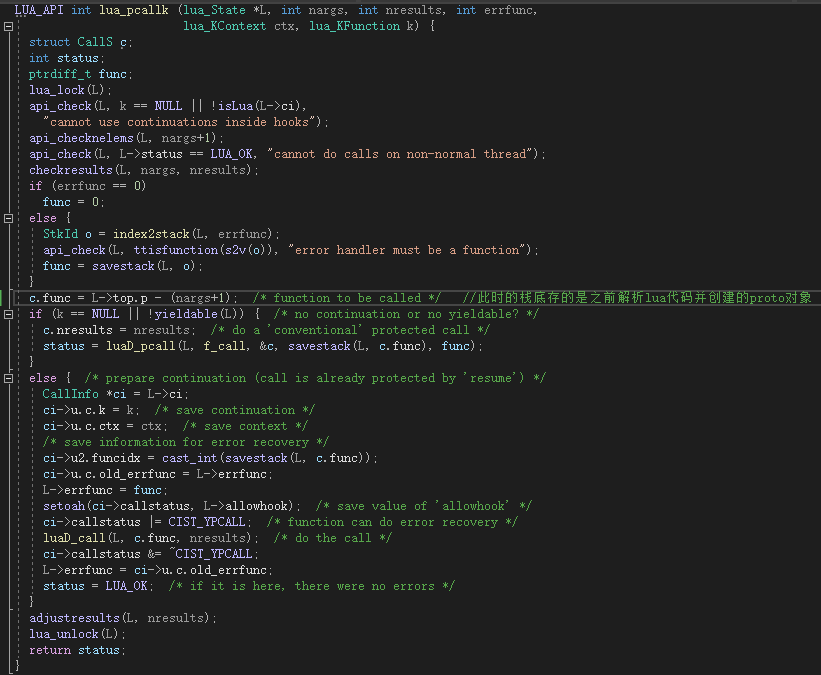 LUA_API int lua_pcallk (lua_State *L, int nargs, int nresults, int errfunc,
                        lua_KContext ctx, lua_KFunction k) {
  struct CallS c;
  int status;
  ptrdiff_t func;
  lua_lock(L);
  api_check(L, k == NULL || !isLua(L->ci),
    "cannot use continuations inside hooks");
  api_checknelems(L, nargs+1);
  api_check(L, L->status == LUA_OK, "cannot do calls on non-normal thread");
  checkresults(L, nargs, nresults);
  if (errfunc == 0)
    func = 0;
  else {
    StkId o = index2stack(L, errfunc);
    api_check(L, ttisfunction(s2v(o)), "error handler must be a function");
    func = savestack(L, o);
  }
  c.func = L->top.p - (nargs+1);  /* function to be called */   //此时的栈底存的是之前解析lua代码并创建的proto对象
  if (k == NULL || !yieldable(L)) {  /* no continuation or no yieldable? */
    c.nresults = nresults;  /* do a 'conventional' protected call */
    status = luaD_pcall(L, f_call, &c, savestack(L, c.func), func);
  }
  else {  /* prepare continuation (call is already protected by 'resume') */
    CallInfo *ci = L->ci;
    ci->u.c.k = k;  /* save continuation */
    ci->u.c.ctx = ctx;  /* save context */
    /* save information for error recovery */
    ci->u2.funcidx = cast_int(savestack(L, c.func));
    ci->u.c.old_errfunc = L->errfunc;
    L->errfunc = func;
    setoah(ci->callstatus, L->allowhook);  /* save value of 'allowhook' */
    ci->callstatus |= CIST_YPCALL;  /* function can do error recovery */
    luaD_call(L, c.func, nresults);  /* do the call */
    ci->callstatus &= ~CIST_YPCALL;
    L->errfunc = ci->u.c.old_errfunc;
    status = LUA_OK;  /* if it is here, there were no errors */
  }
  adjustresults(L, nresults);
  lua_unlock(L);
  return status;
}